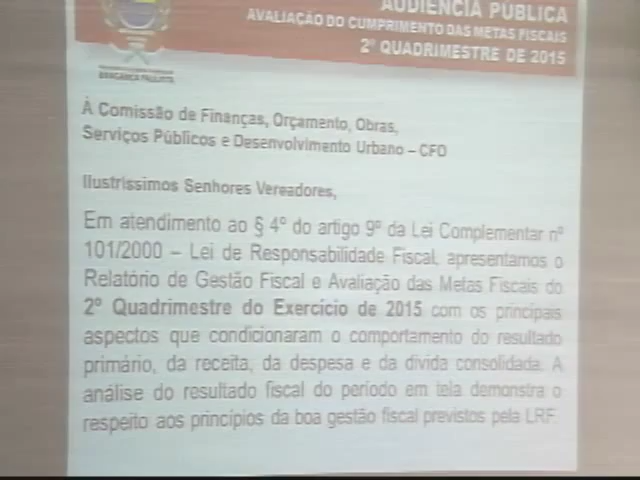 AUDIÊNCIA PÚBLICA
AVALIAÇÃO DO CUMPRIMENTO DAS METAS FISCAIS
2º QUADRIMESTRE DE 2015
BRAGANÇA PAULISTA
À Comissão de Finanças, Orçamento, Obras,
Serviços Públicos e Desenvolvimento Urbano – CFO
Ilustríssimos Senhores Vereadores,
Em atendimento ao § 4º do artigo 9º da Lei Complementar nº
101/2000 – Lei de Responsabilidade Fiscal, apresentamos o
Relatório de Gestão Fiscal e Avaliação das Metas Fiscais do
2º Quadrimestre do Exercício de 2015 com os principais
aspectos que condicionaram o comportamento do resultado
primário, da receita, da despesa e da dívida consolidada. A
análise do resultado fiscal do período em tela demonstra o
respeito aos princípios da boa gestão fiscal previstos pela LRF.